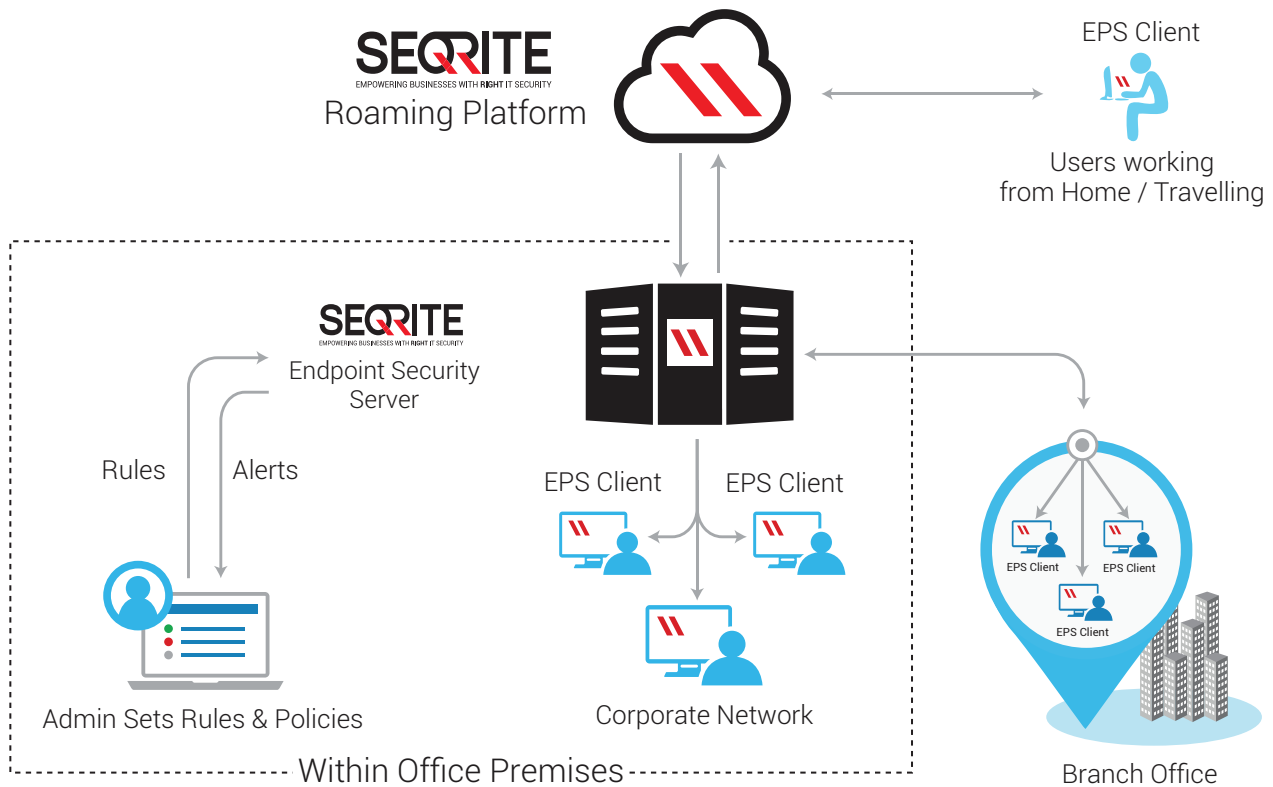 SEQRITE
EMPOWERING BUSINESSES WITH RIGHT IT SECURITY
Roaming Platform
EPS Client
Users working
from Home / Travelling
SEQRITE
EMPOWERING BUSINESSES WITH RIGHT IT SECURITY
Endpoint Security
Server
Rules
Alerts
EPS Client
EPS Client
Admin Sets Rules & Policies
Corporate Network
Within Office Premises
EPS Client
EPS Client
EPS Client
Branch Office